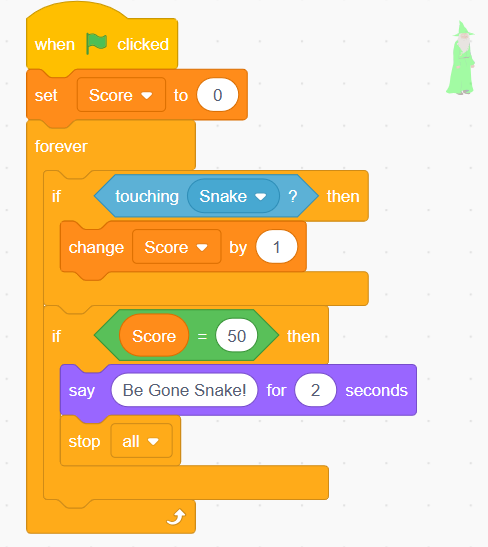 when clicked
set Score to 0
forever
if touching Snake ? then
change Score by 1
if Score = 50 then
say Be Gone Snake! for 2 seconds
stop all